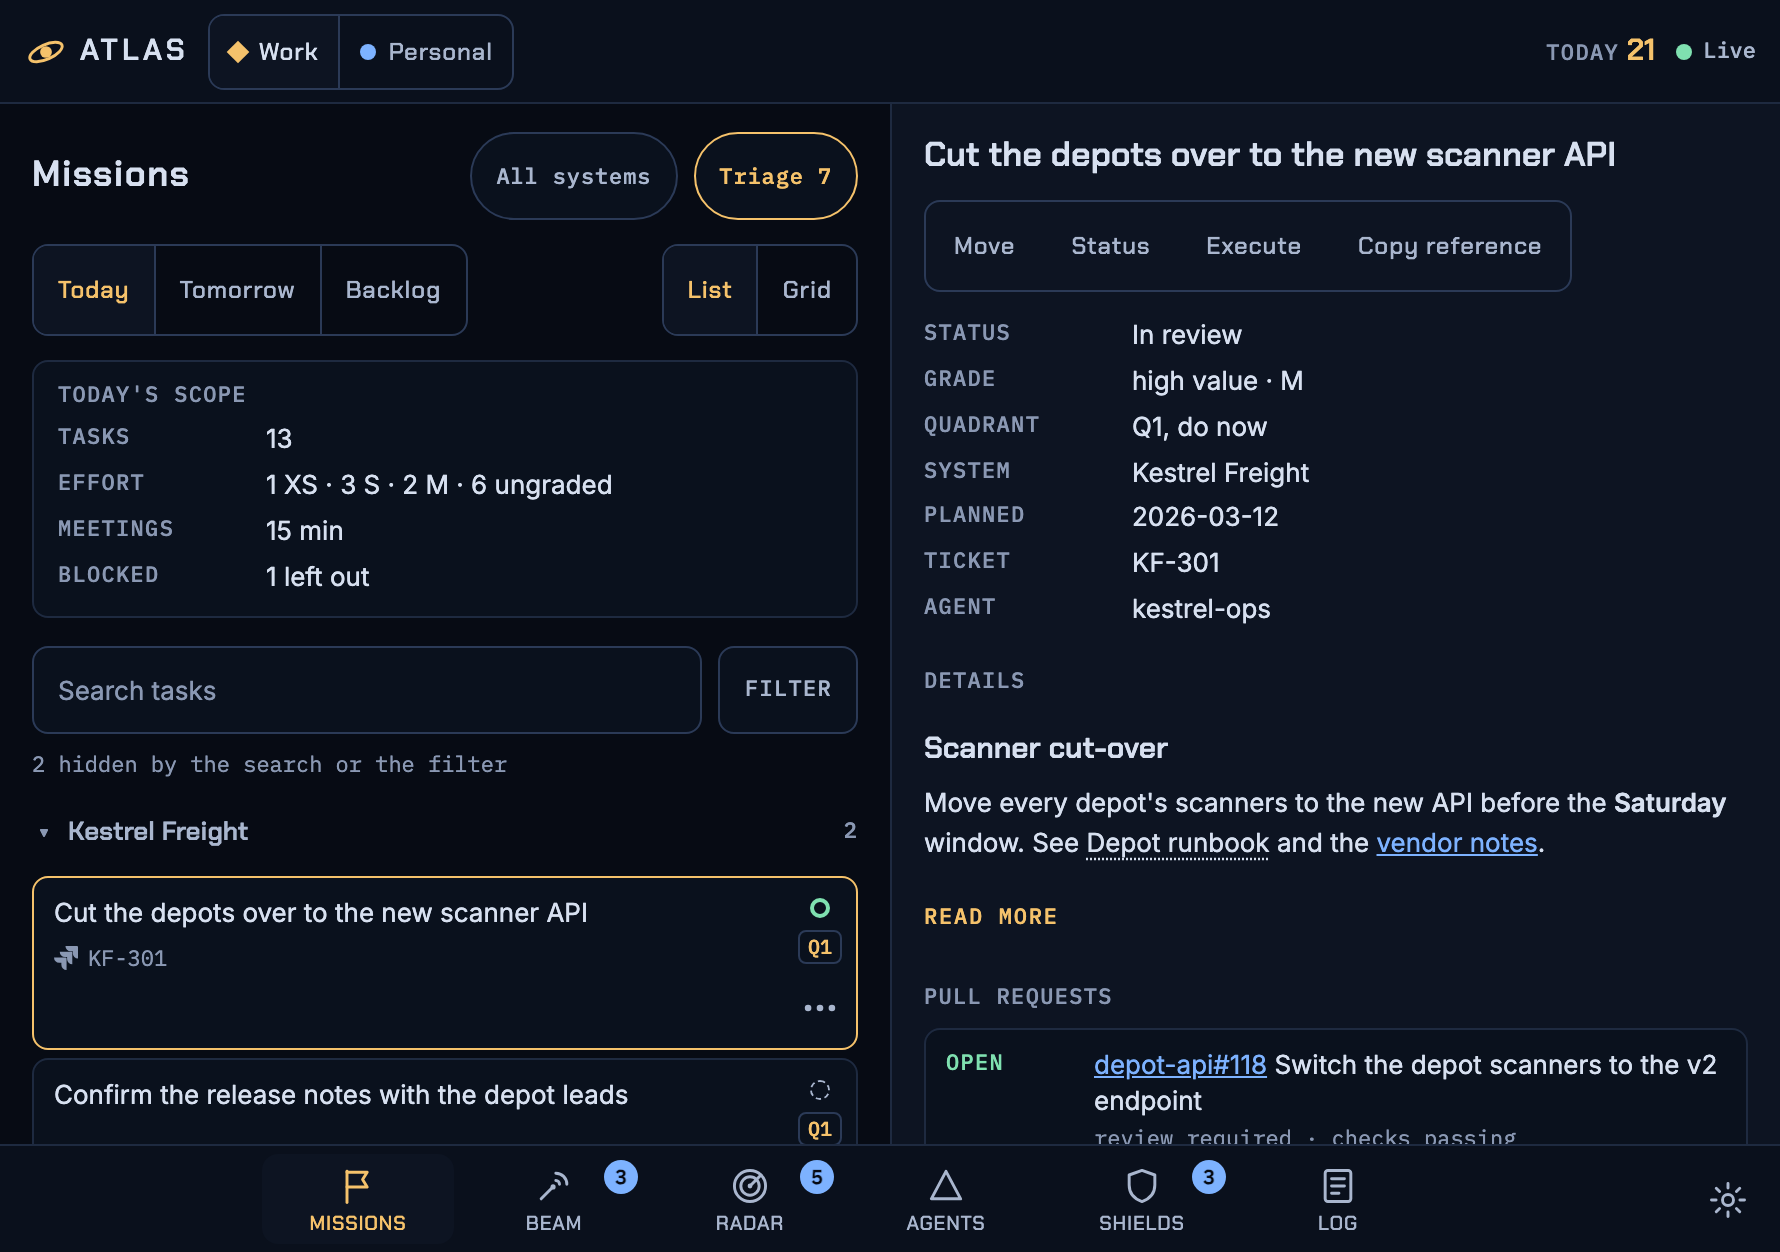 ATLAS
Work
Personal
TODAY 21
Live
Missions
All systems
Triage 7
Today
Tomorrow
Backlog
List
Grid
TODAY'S SCOPE
TASKS 13
EFFORT 1 XS · 3 S · 2 M · 6 ungraded
MEETINGS 15 min
BLOCKED 1 left out
Search tasks
FILTER
2 hidden by the search or the filter
Kestrel Freight 2
Cut the depots over to the new scanner API
KF-301
Q1
Confirm the release notes with the depot leads
Q1
Cut the depots over to the new scanner API
Move
Status
Execute
Copy reference
STATUS In review
GRADE high value · M
QUADRANT Q1, do now
SYSTEM Kestrel Freight
PLANNED 2026-03-12
TICKET KF-301
AGENT kestrel-ops
DETAILS
Scanner cut-over
Move every depot's scanners to the new API before the Saturday
window. See Depot runbook and the vendor notes.
READ MORE
PULL REQUESTS
OPEN depot-api#118 Switch the depot scanners to the v2
endpoint
review required · checks passing
MISSIONS
BEAM 3
RADAR 5
AGENTS
SHIELDS 3
LOG